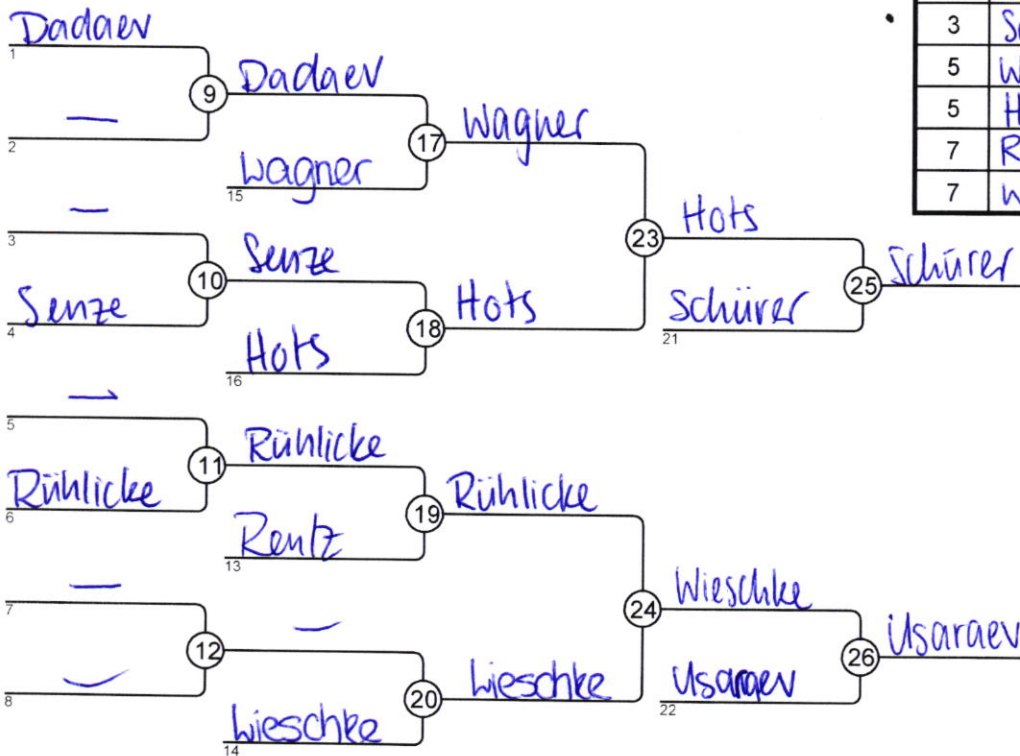 Dadaev
1
9
Dadaev
—
2
17
Wagner
Wagner
15
—
3
23
Hots
10
Senze
Senze
4
18
Hots
25
Schürer
Schürer
21
Hots
16
—
5
11
Rühlicke
Rühlicke
6
19
Rühlicke
Rentz
13
—
7
24
Wieschke
12
—
—
8
26
Usaraev
20
Wieschke
Usaraev
22
Wieschke
14
3
5
5
H
7
R
7